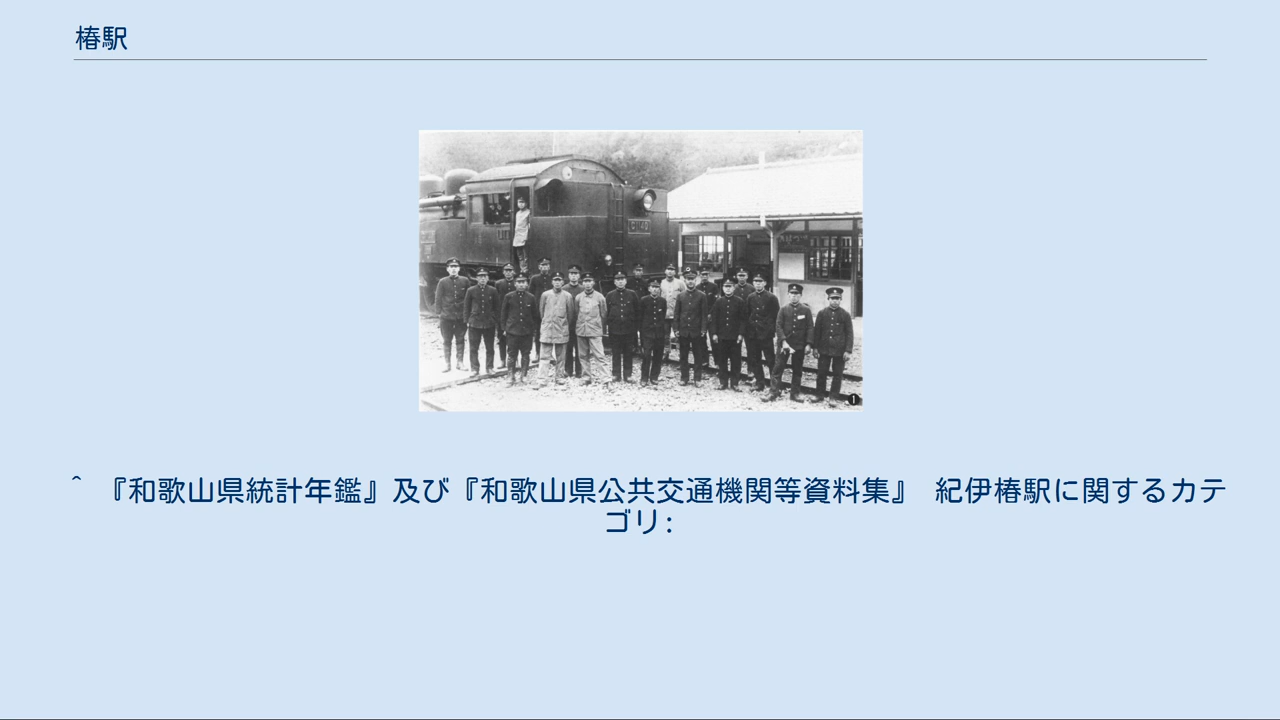 椿駅
^ 『和歌山県統計年鑑』及び『和歌山県公共交通機関等資料集』 紀伊椿駅に関するカテ
ゴリ: